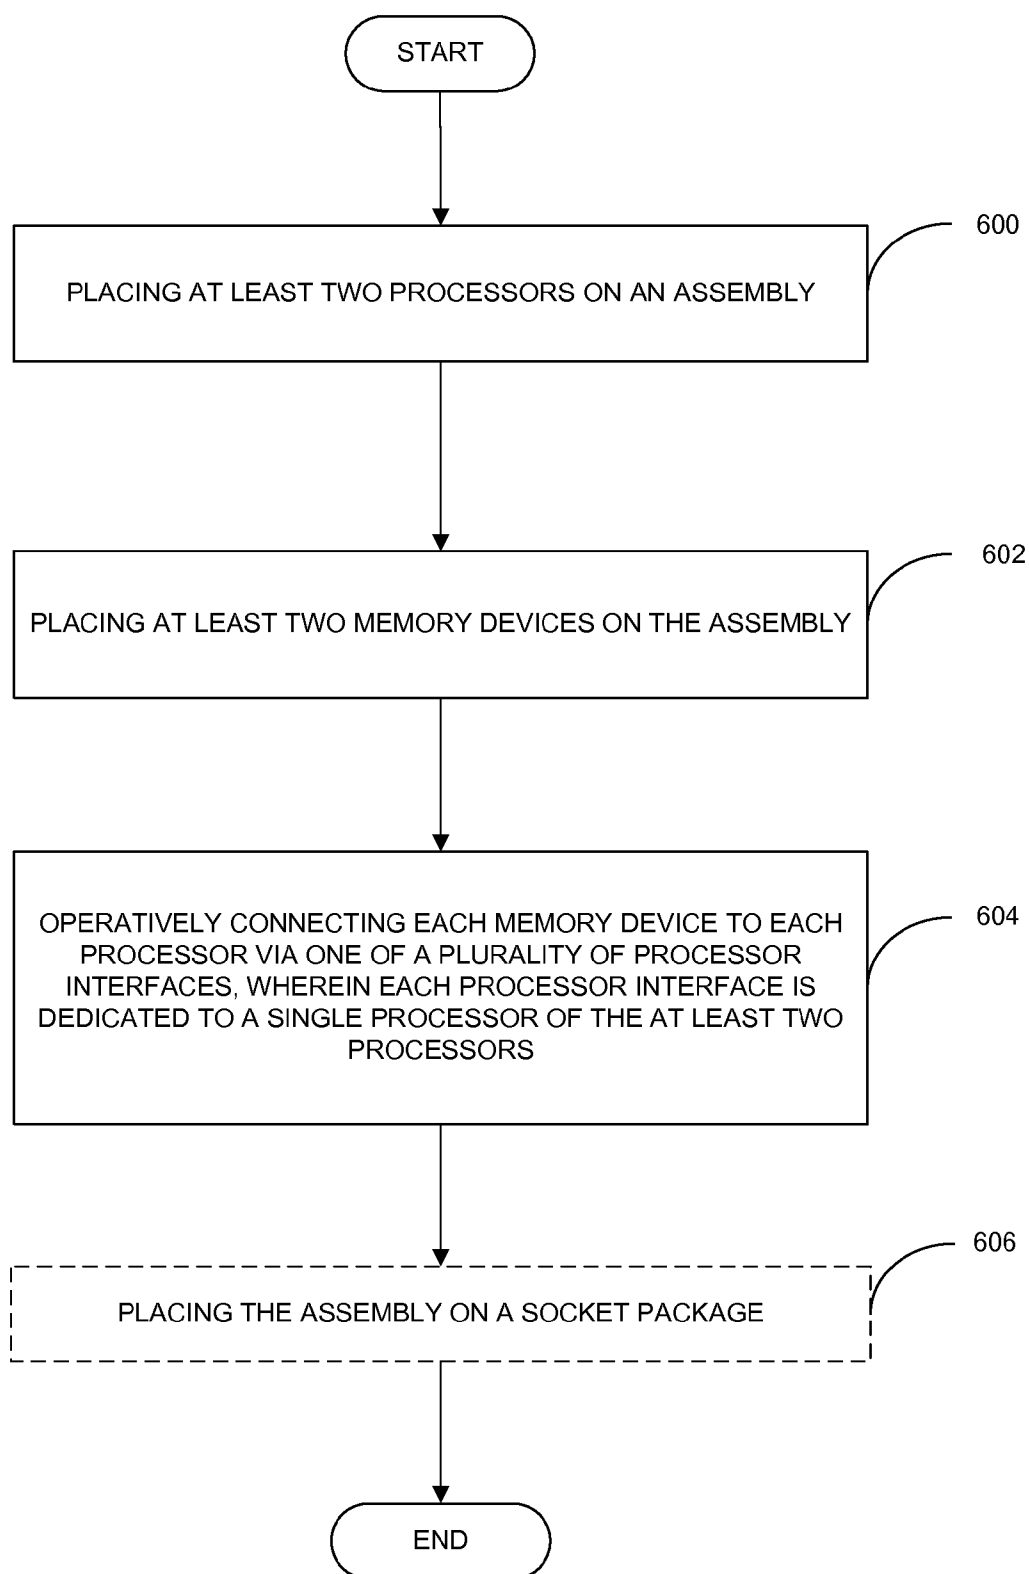 START
600
PLACING AT LEAST TWO PROCESSORS ON AN ASSEMBLY
602
PLACING AT LEAST TWO MEMORY DEVICES ON THE ASSEMBLY
604
OPERATIVELY CONNECTING EACH MEMORY DEVICE TO EACH
PROCESSOR VIA ONE OF A PLURALITY OF PROCESSOR
INTERFACES, WHEREIN EACH PROCESSOR INTERFACE IS
DEDICATED TO A SINGLE PROCESSOR OF THE AT LEAST TWO
PROCESSORS
606
PLACING THE ASSEMBLY ON A SOCKET PACKAGE
END